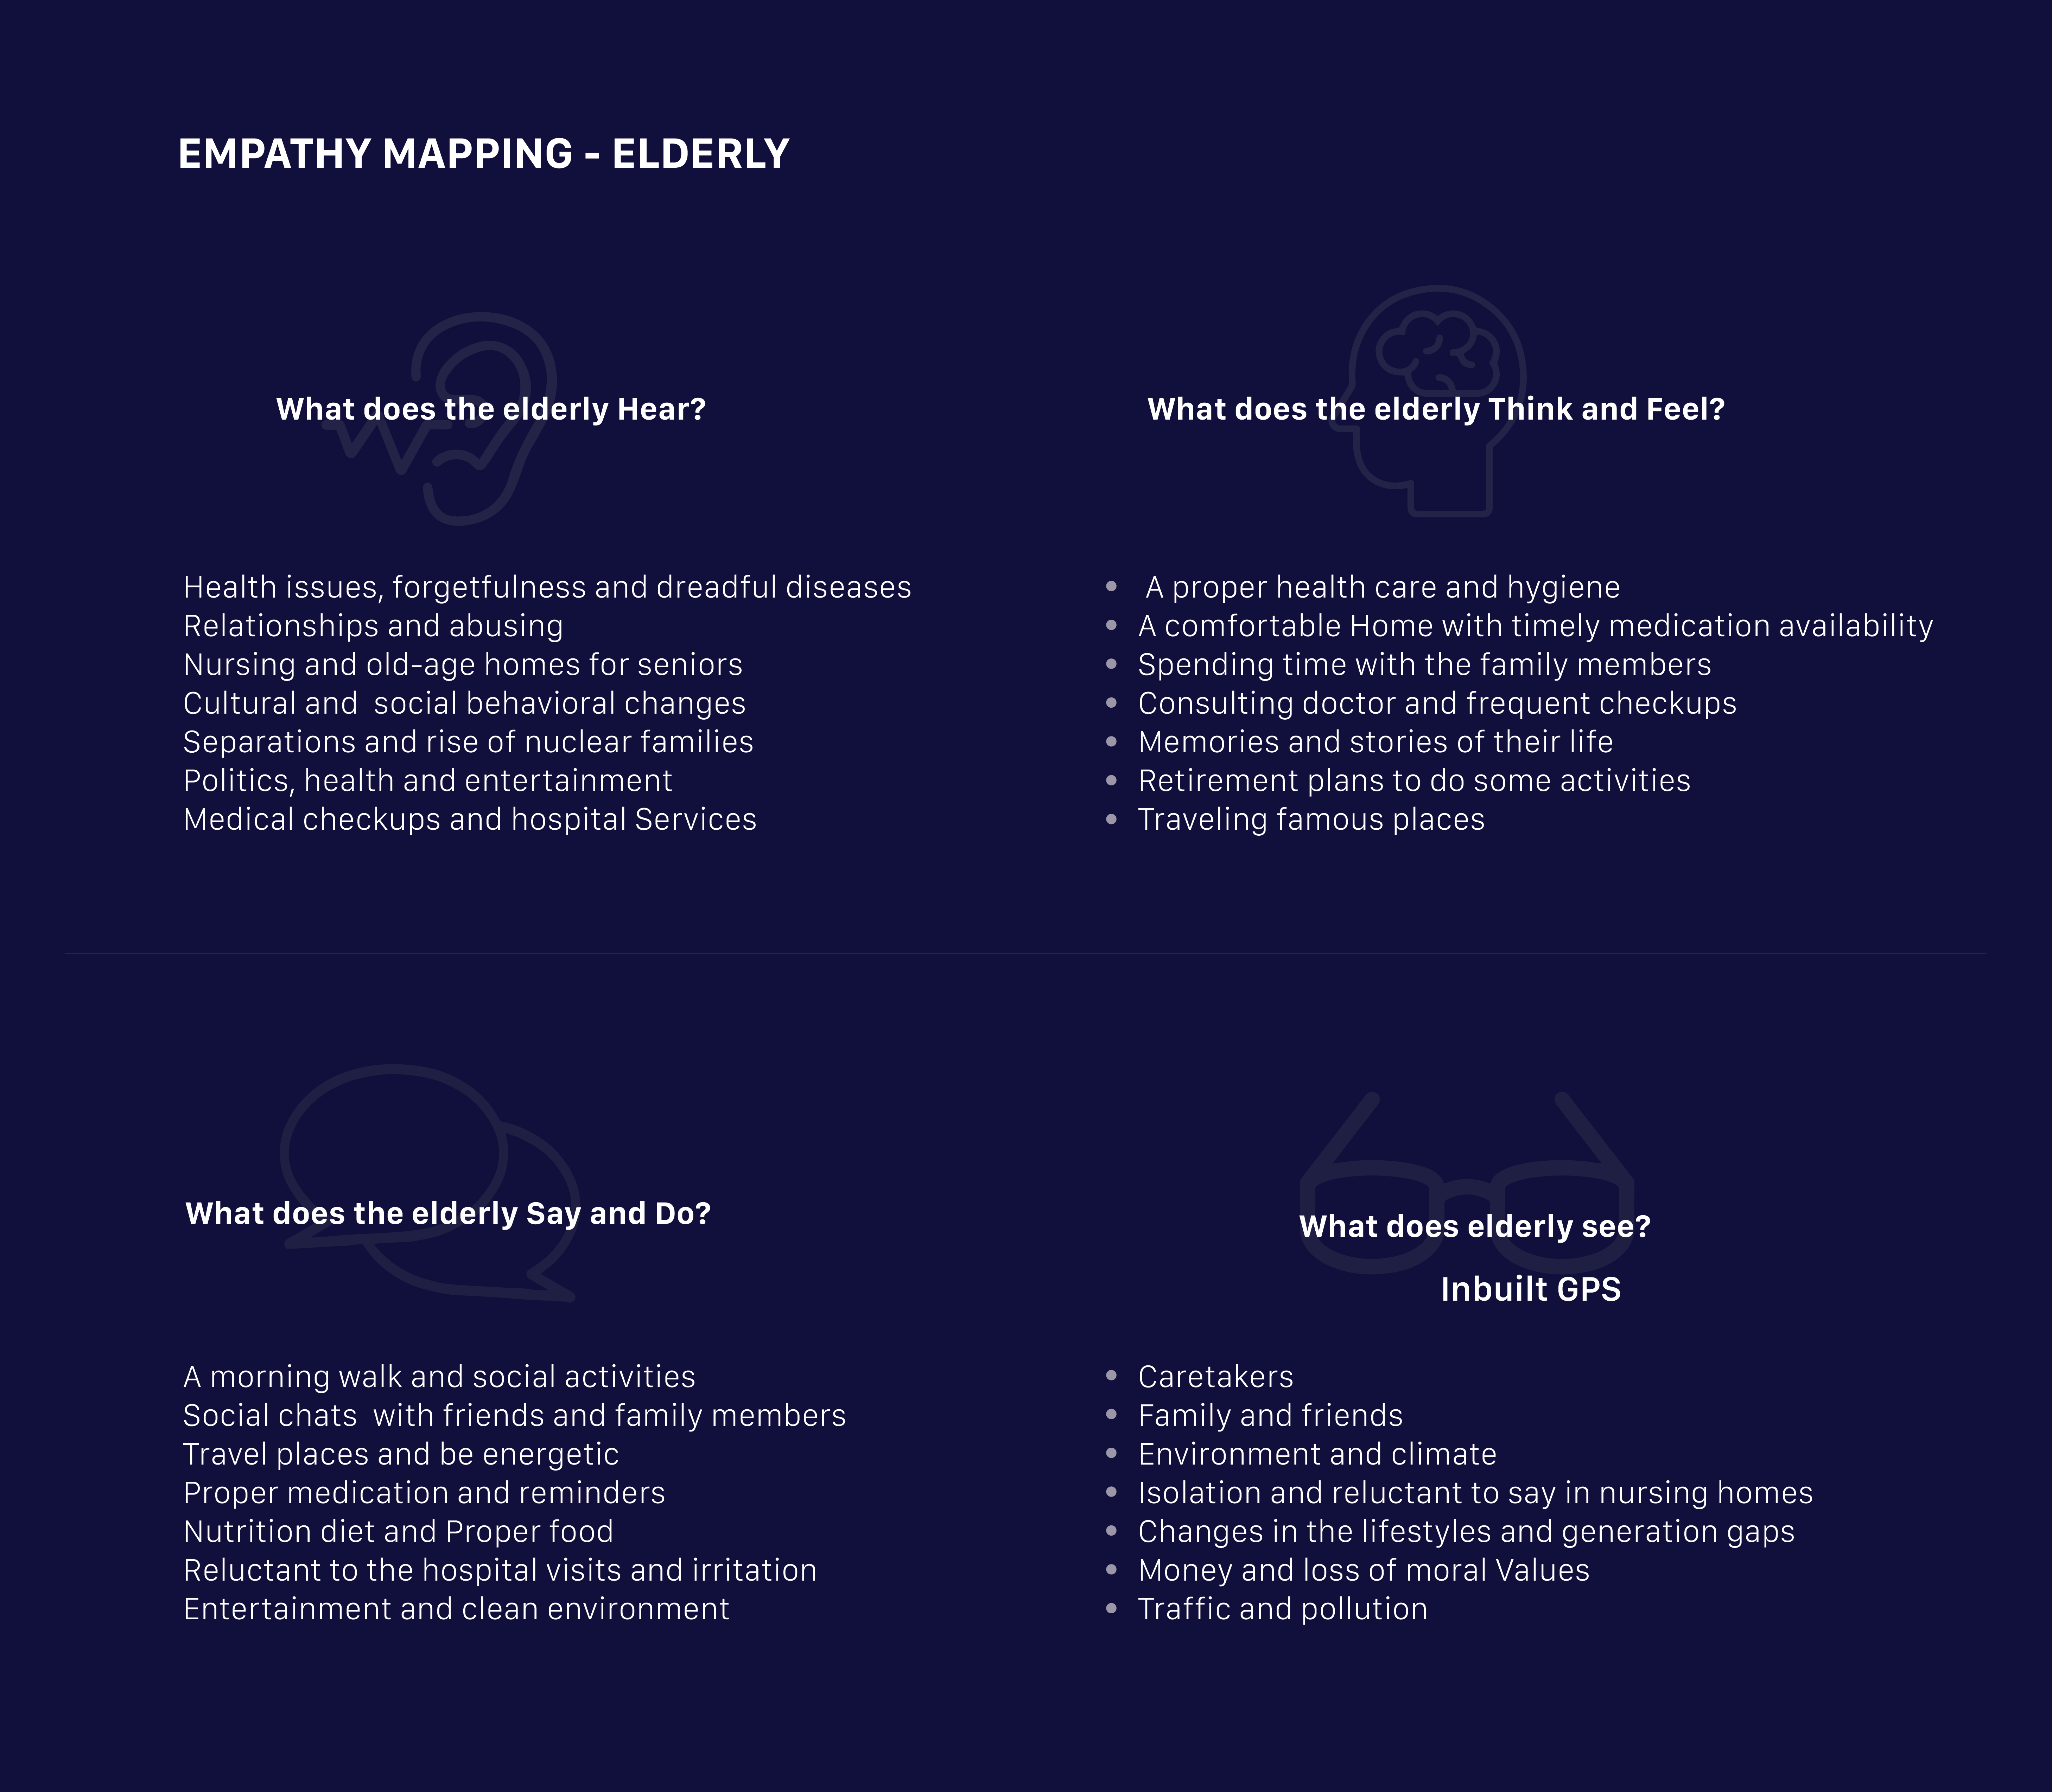 EMPATHY MAPPING - ELDERLY
What does the elderly Hear?
Health issues, forgetfulness and dreadful diseases
Relationships and abusing
Nursing and old-age homes for seniors
Cultural and  social behavioral changes
Separations and rise of nuclear families
Politics, health and entertainment
Medical checkups and hospital Services
What does the elderly Think and Feel?
• A proper health care and hygiene
• A comfortable Home with timely medication availability
• Spending time with the family members
• Consulting doctor and frequent checkups
• Memories and stories of their life
• Retirement plans to do some activities
• Traveling famous places
What does the elderly Say and Do?
A morning walk and social activities
Social chats  with friends and family members
Travel places and be energetic
Proper medication and reminders
Nutrition diet and Proper food
Reluctant to the hospital visits and irritation
Entertainment and clean environment
What does elderly see?
Inbuilt GPS
• Caretakers
• Family and friends
• Environment and climate
• Isolation and reluctant to say in nursing homes
• Changes in the lifestyles and generation gaps
• Money and loss of moral Values
• Traffic and pollution